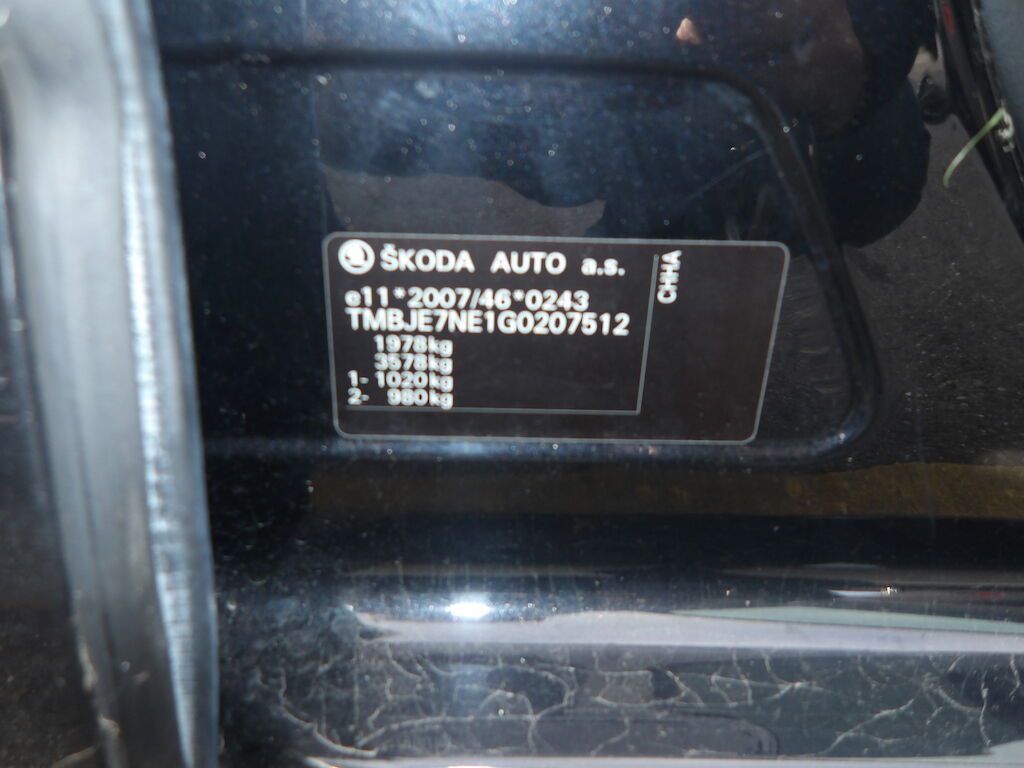 ŠKODA AUTO a.s.
e11*2007/46*0243
TMBJE7NE1G0207512
1978kg
3578kg
1- 1020kg
2- 980kg
CHHA